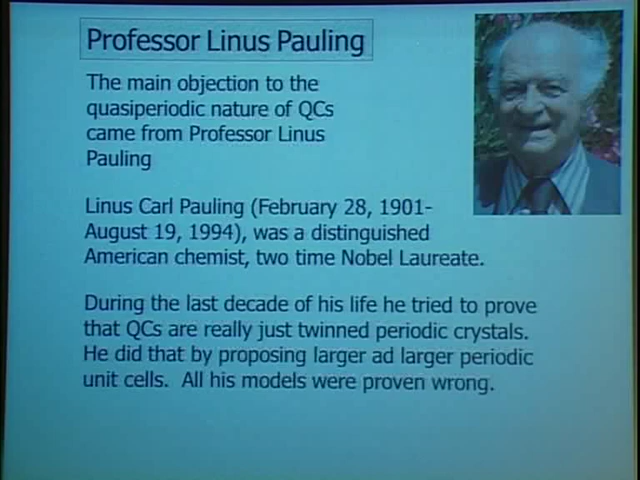 Professor Linus Pauling
The main objection to the
quasiperiodic nature of QCs
came from Professor Linus
Pauling
Linus Carl Pauling (February 28, 1901-
August 19, 1994), was a distinguished
American chemist, two time Nobel Laureate.
During the last decade of his life he tried to prove
that QCs are really just twinned periodic crystals.
He did that by proposing larger ad larger periodic
unit cells.  All his models were proven wrong.